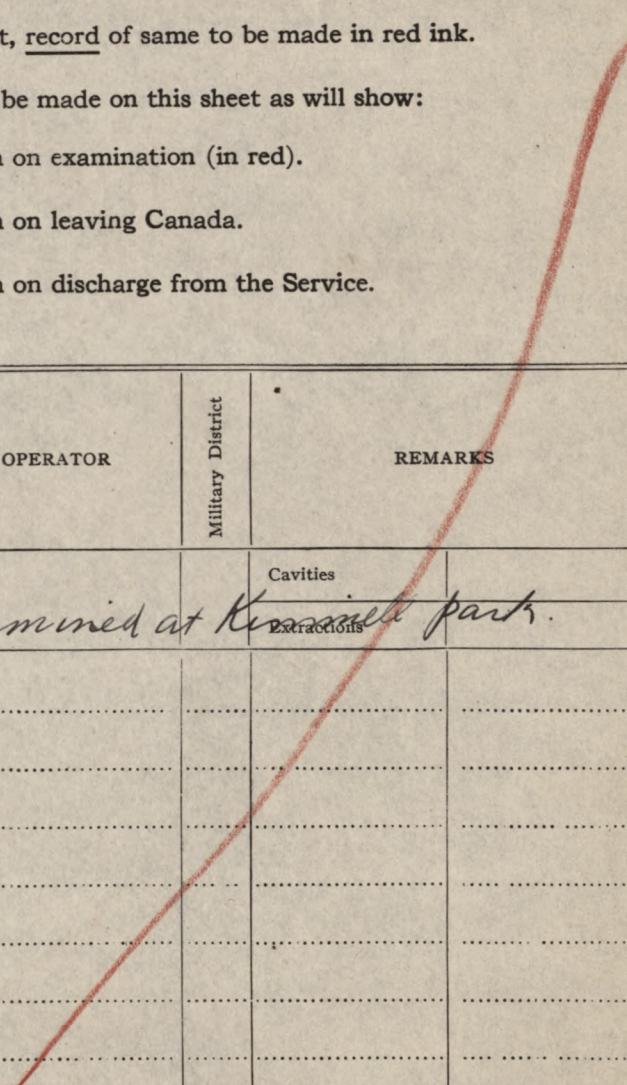 t, record of same to be made in red ink.
be made on this sheet as will show:
n on examination (in red).
n on leaving Canada.
n on discharge from the Service.
OPERATOR
Military District
REMARKS
Cavities
mined at Kinmell park.
Extractions